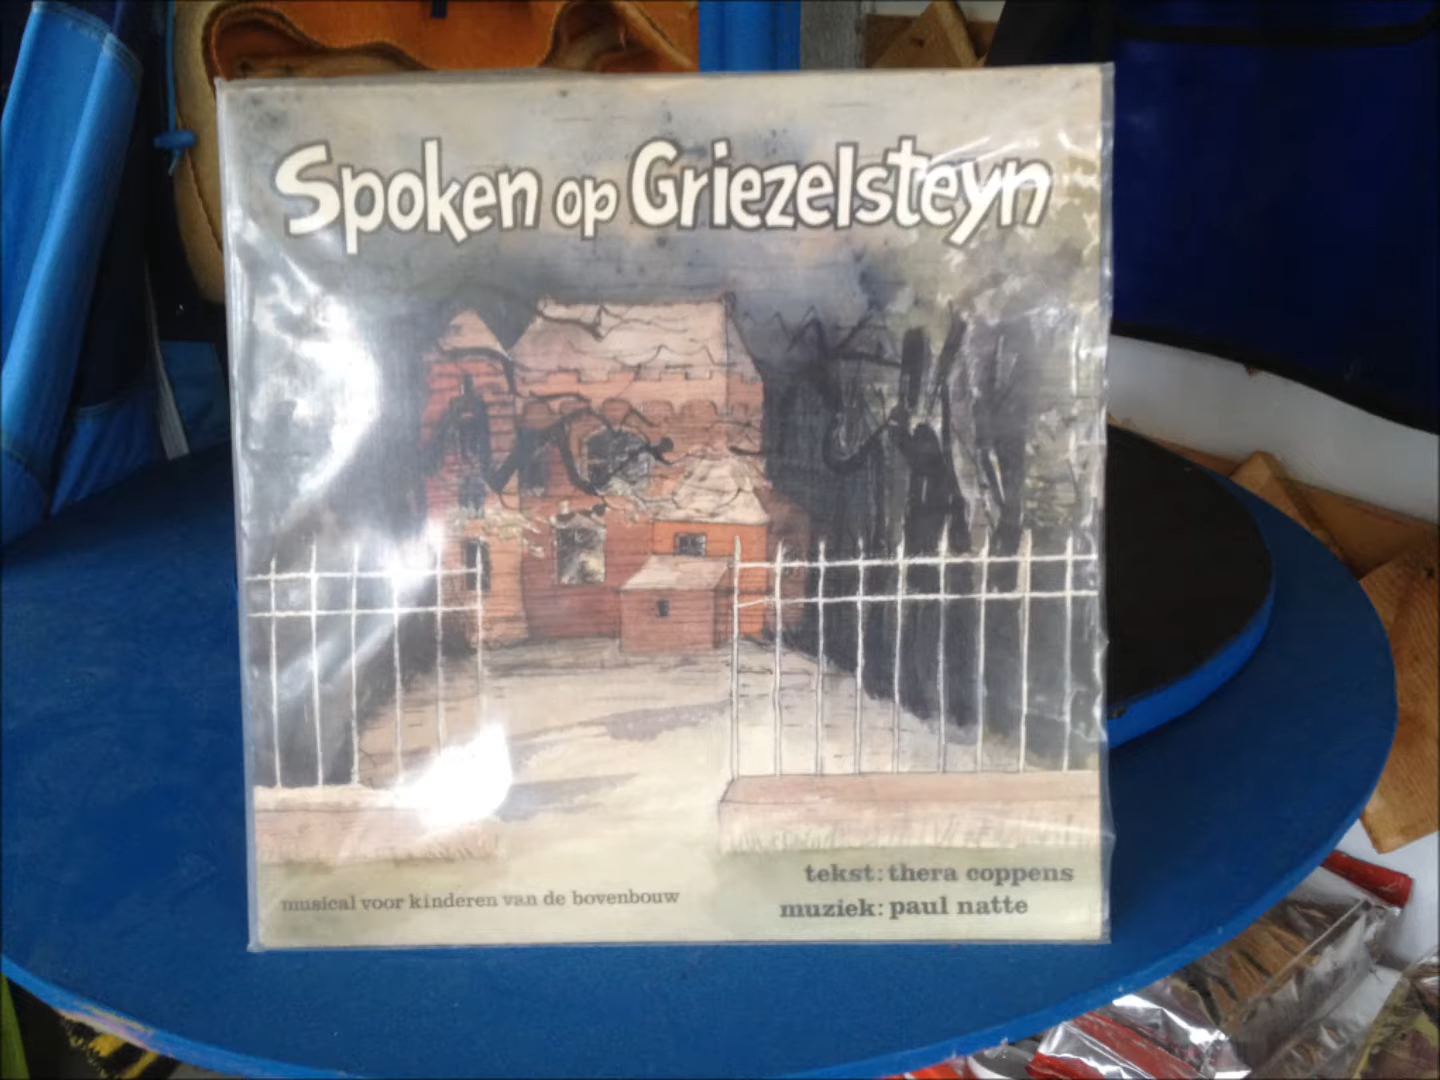 Spoken op Griezelsteyn
tekst: thera coppens
musical voor kinderen van de bovenbouw
muziek: paul natte